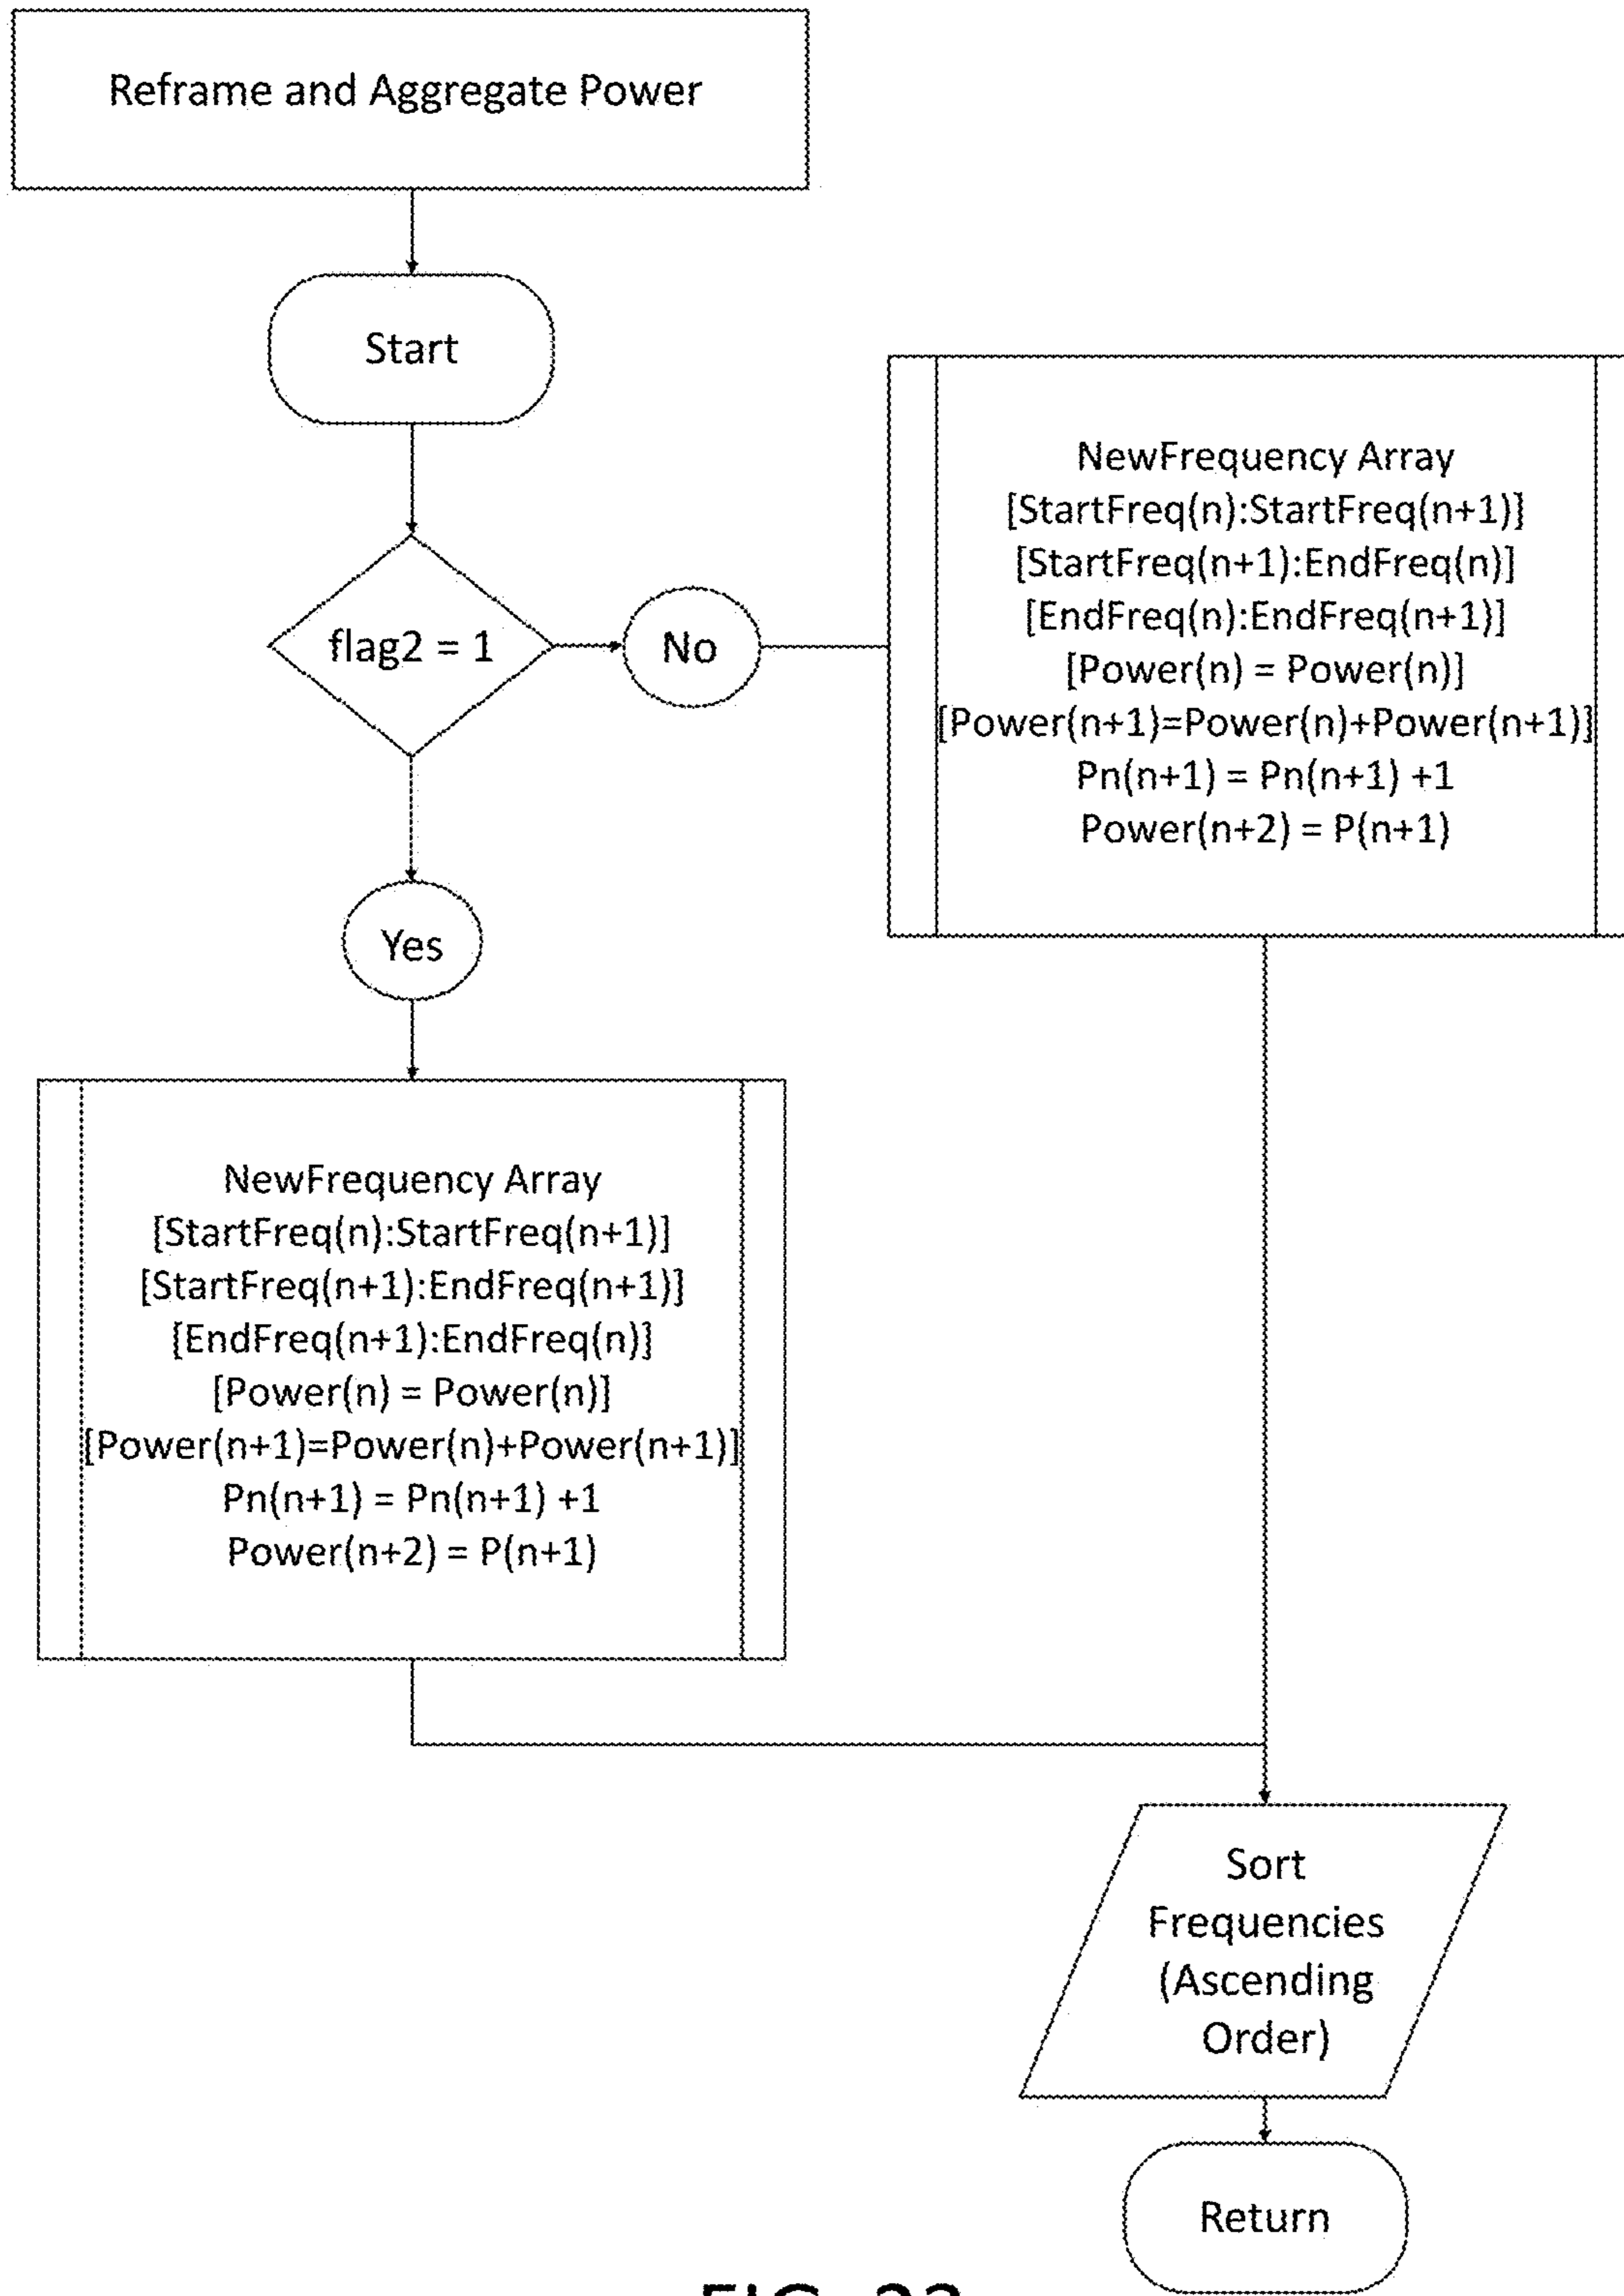 Reframe and Aggregate Power
Start
flag2 = 1
No
NewFrequency Array
[StartFreq(n):StartFreq(n+1)]
[StartFreq(n+1):EndFreq(n)]
[EndFreq(n):EndFreq(n+1)]
[Power(n) = Power(n)]
[Power(n+1)=Power(n)+Power(n+1)]
Pn(n+1) = Pn(n+1) +1
Power(n+2) = P(n+1)
Yes
NewFrequency Array
[StartFreq(n):StartFreq(n+1)]
[StartFreq(n+1):EndFreq(n+1)]
[EndFreq(n+1):EndFreq(n)]
[Power(n) = Power(n)]
[Power(n+1)=Power(n)+Power(n+1)]
Pn(n+1) = Pn(n+1) +1
Power(n+2) = P(n+1)
Sort
Frequencies
(Ascending
Order)
Return